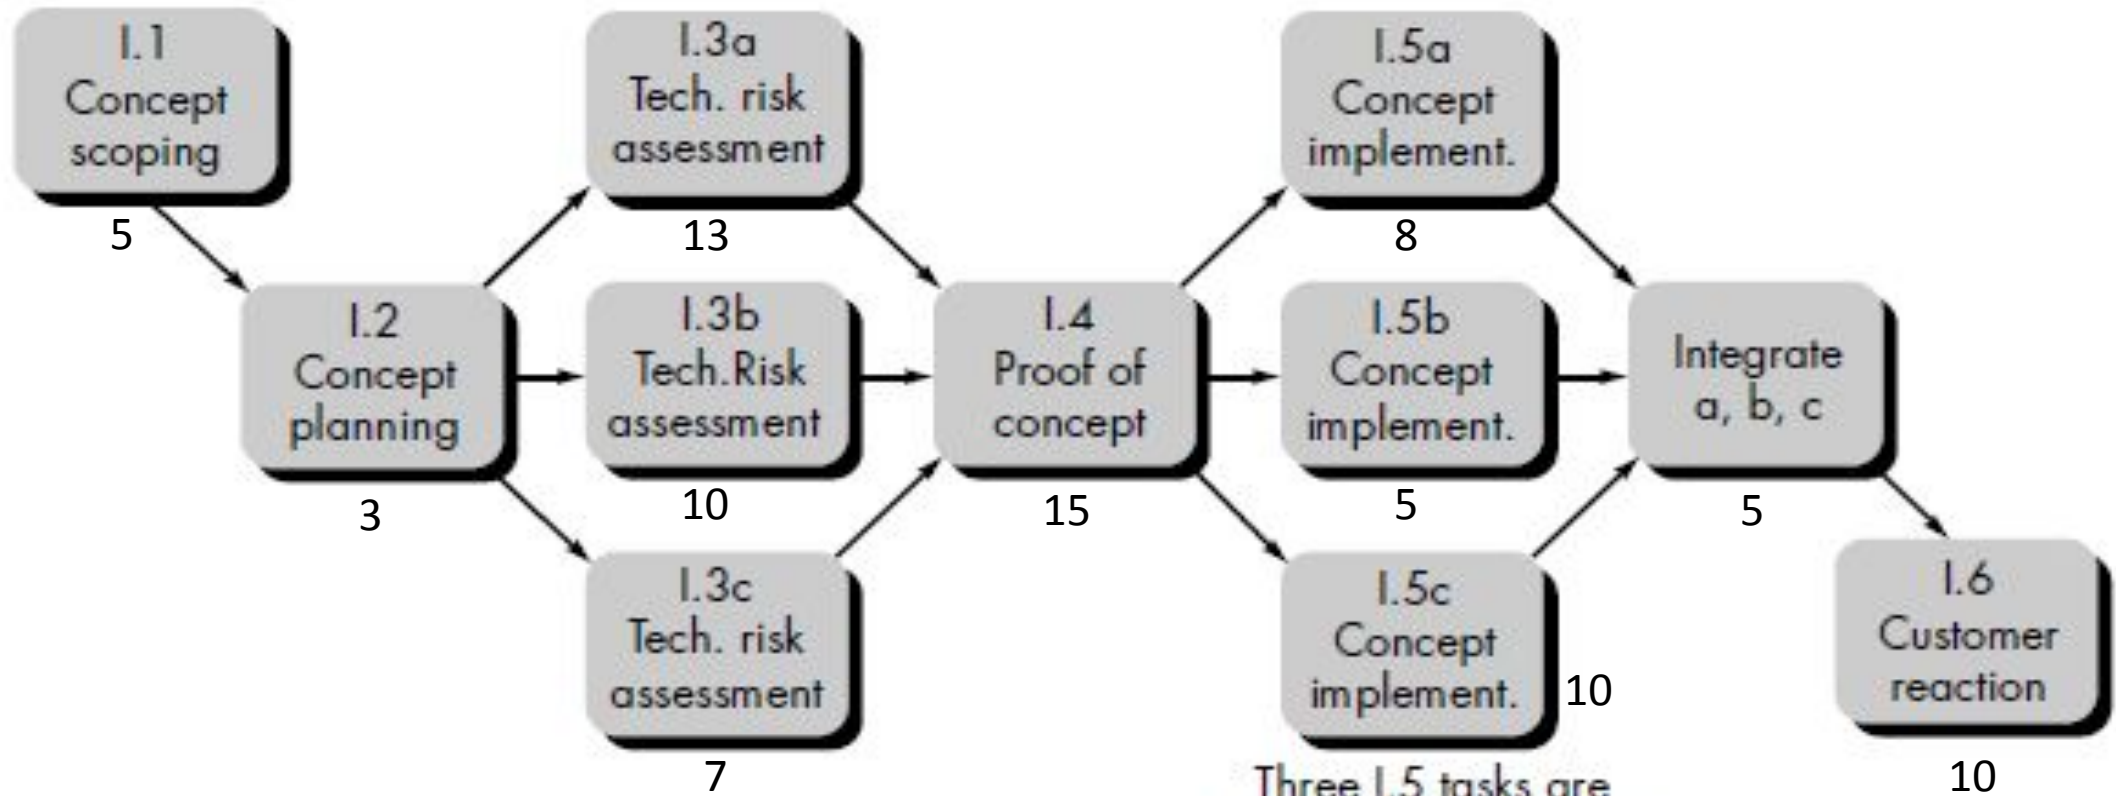 I.1
Concept
scoping
5
I.2
Concept
planning
3
I.3a
Tech. risk
assessment
13
I.3b
Tech.Risk
assessment
10
I.3c
Tech. risk
assessment
7
I.4
Proof of
concept
15
I.5a
Concept
implement.
8
I.5b
Concept
implement.
5
I.5c
Concept
implement.
10
Three I.5 tasks are
Integrate
a, b, c
5
I.6
Customer
reaction
10